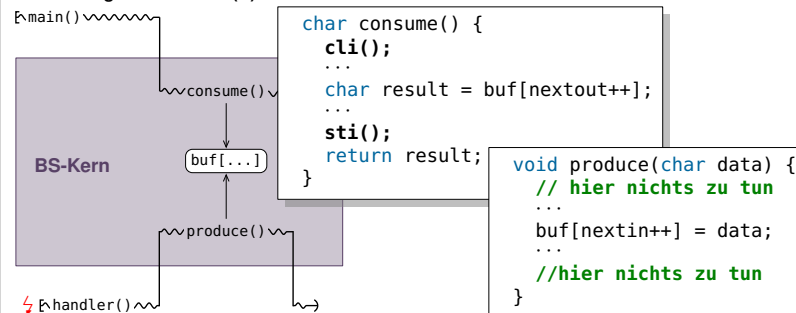 main()
consume()
BS-Kern
buf[...]
produce()
handler()
char consume() {
cli();
...
char result = buf[nextout++];
...
sti();
return result;
}
void produce(char data) {
// hier nichts zu tun
...
buf[nextin++] = data;
...
//hier nichts zu tun
}